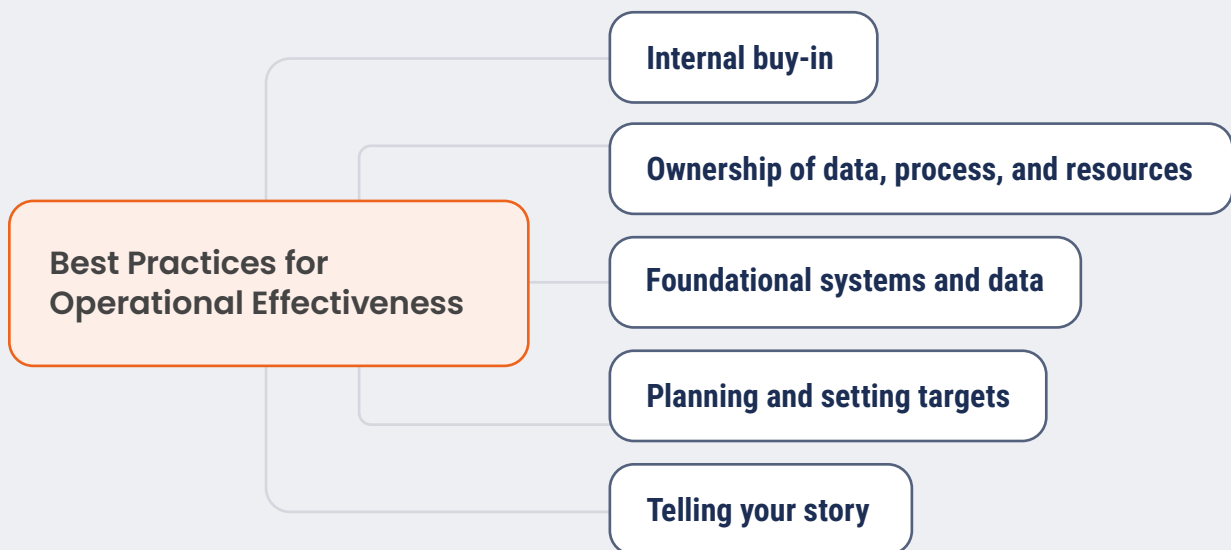 Internal buy-in
Ownership of data, process, and resources
Best Practices for
Operational Effectiveness
Foundational systems and data
Planning and setting targets
Telling your story